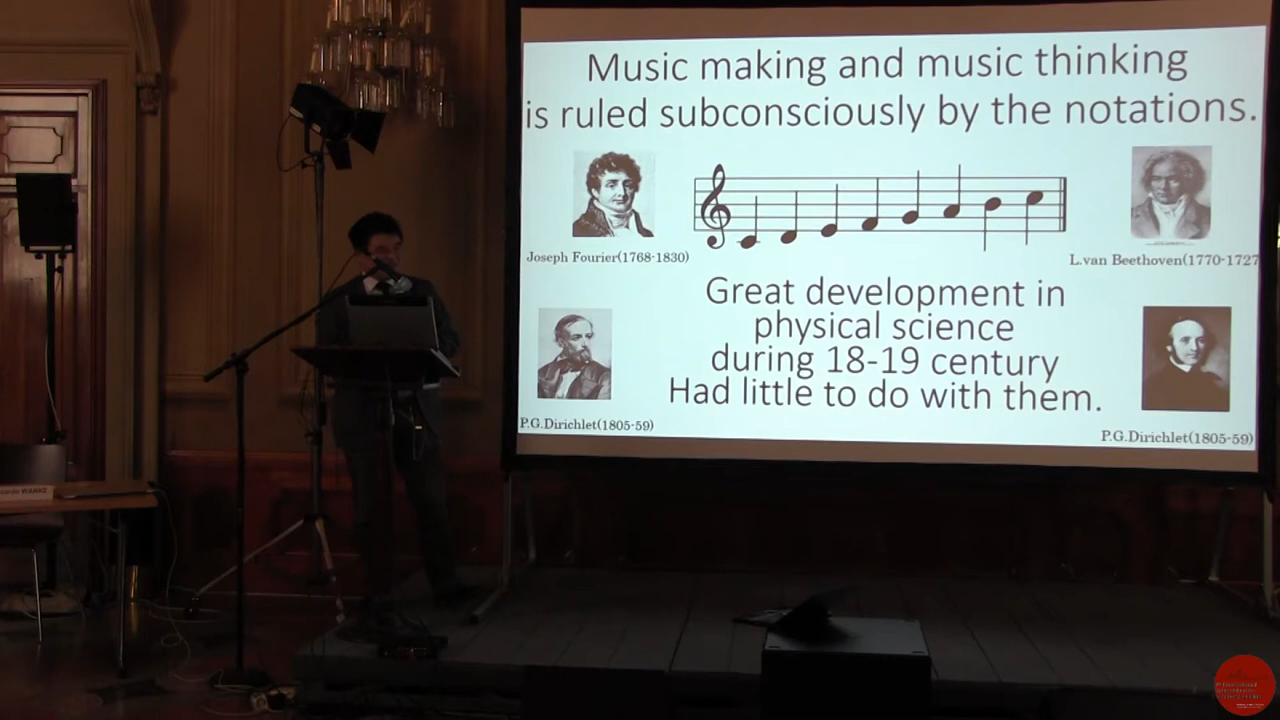 Music making and music thinking
is ruled subconsciously by the notations.
Joseph Fourier(1768-1830)
L.van Beethoven(1770-1727
Great development in
physical science
during 18-19 century
Had little to do with them.
P.G.Dirichlet(1805-59)
P.G.Dirichlet(1805-59)